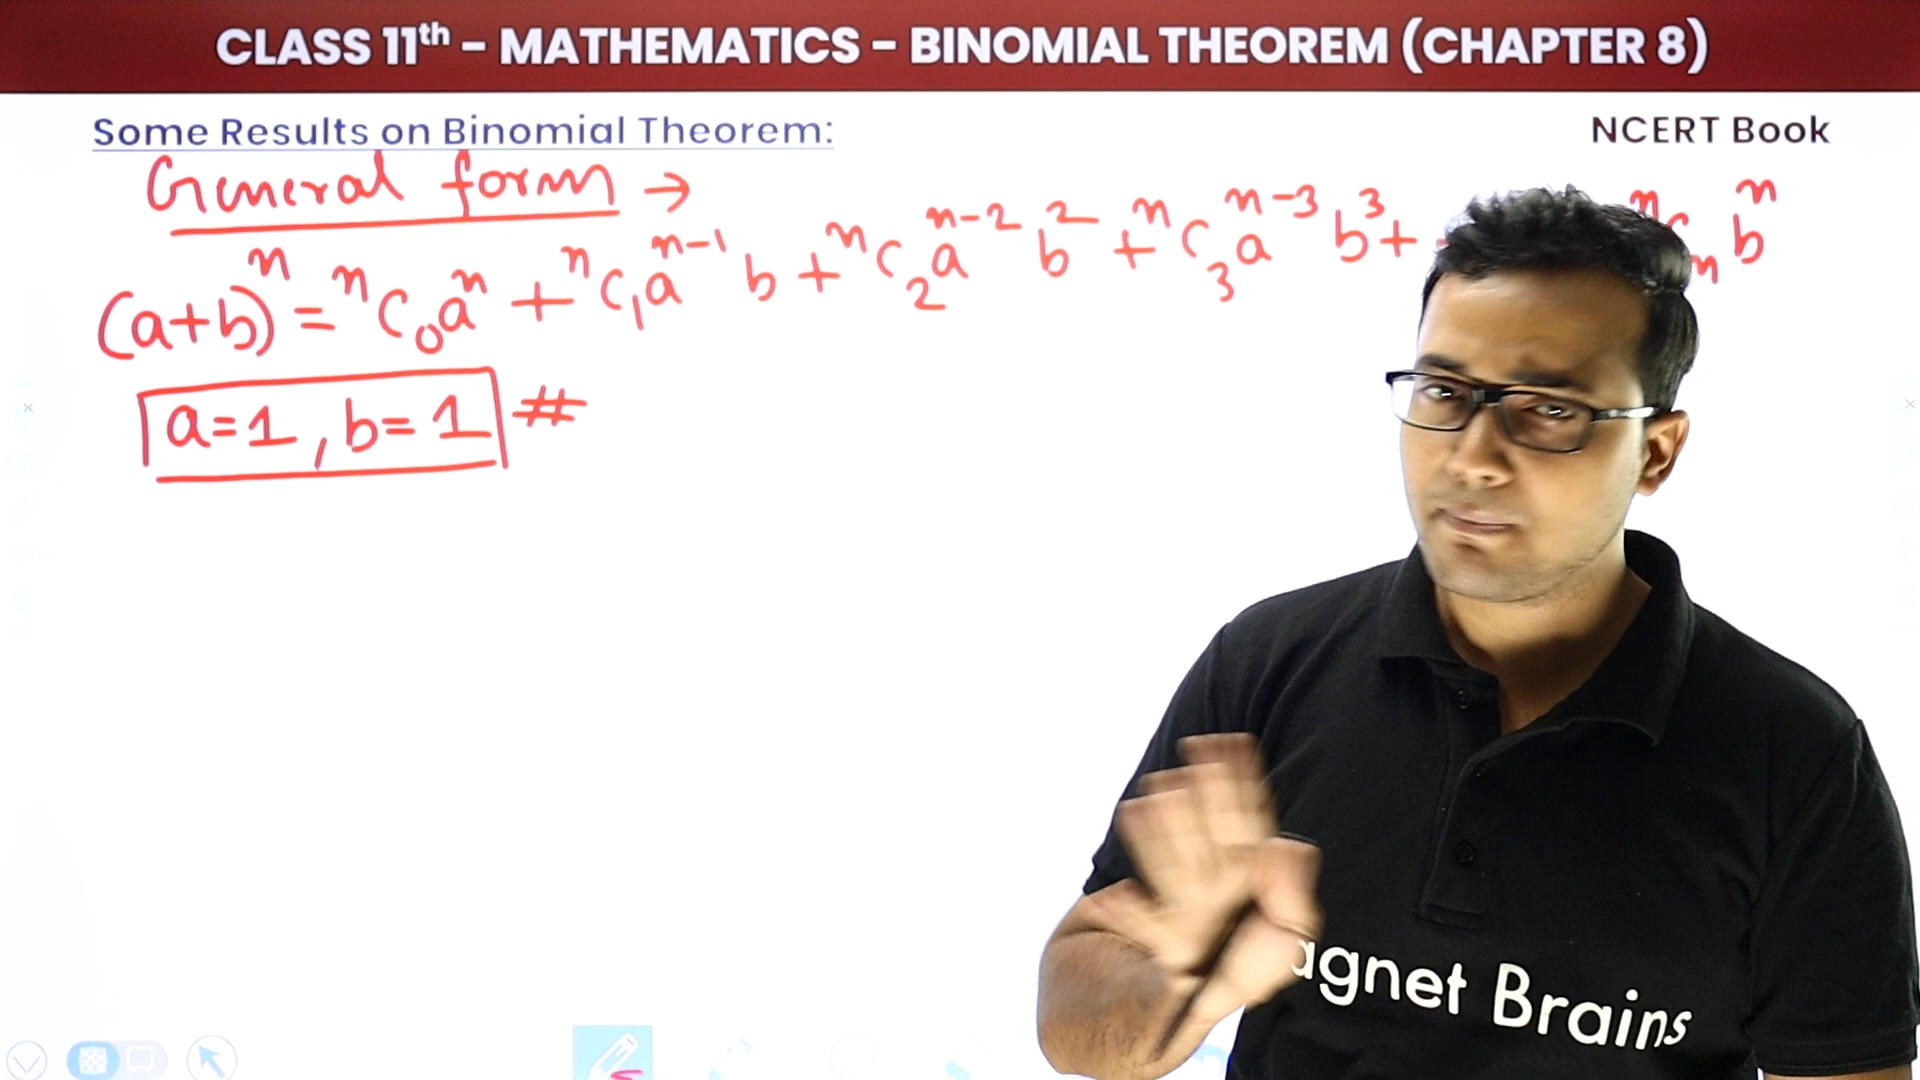 CLASS 11th – MATHEMATICS – BINOMIAL THEOREM (CHAPTER 8)
Some Results on Binomial Theorem:
NCERT Book
General form →
(a+b)ⁿ = ⁿC₀aⁿ + ⁿC₁aⁿ⁻¹b + ⁿC₂aⁿ⁻²b² + ⁿC₃aⁿ⁻³b³ + ⁿCₙbⁿ
a=1, b=1 #
agnet Brains